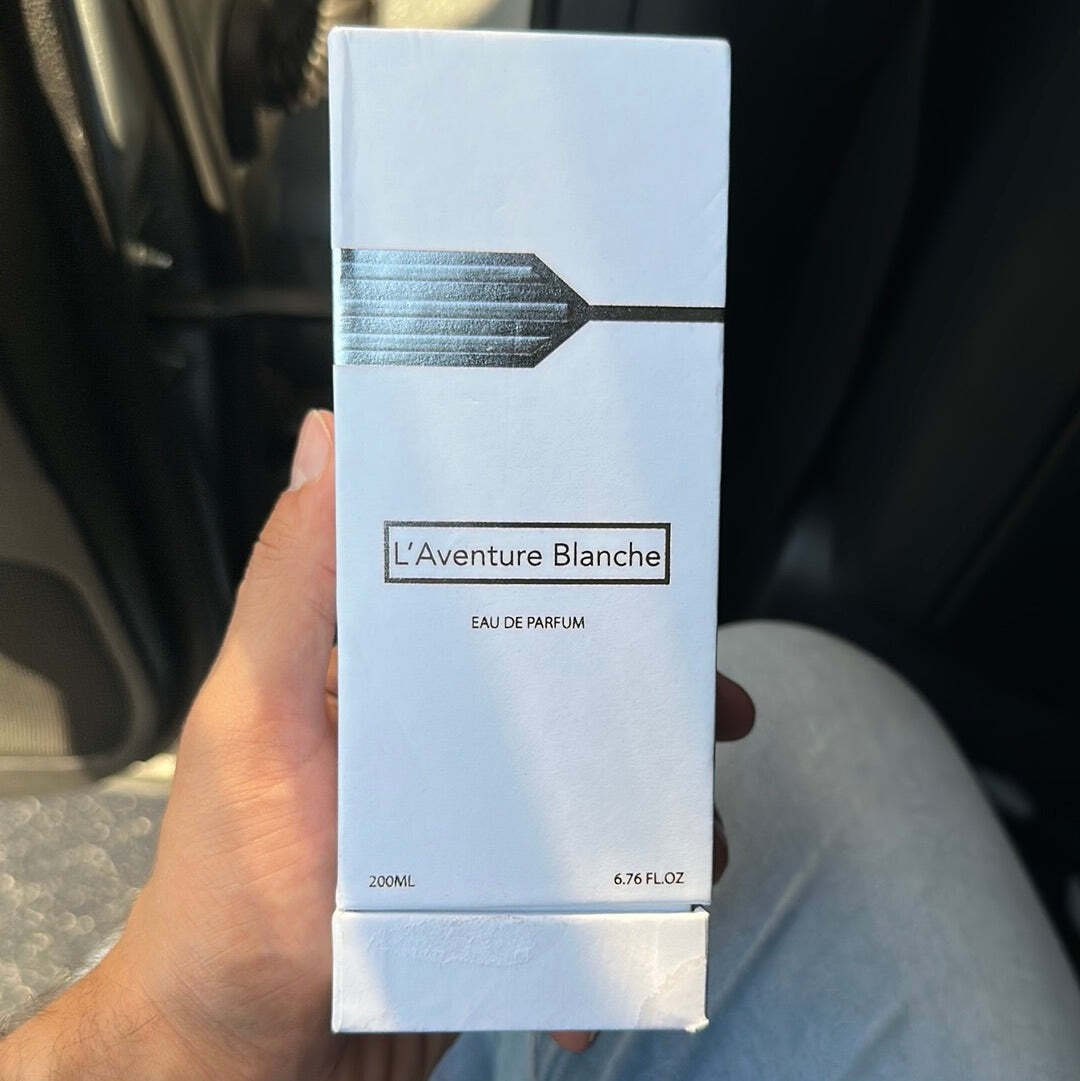 L'Aventure Blanche
EAU DE PARFUM
200ML
6.76 FL.OZ